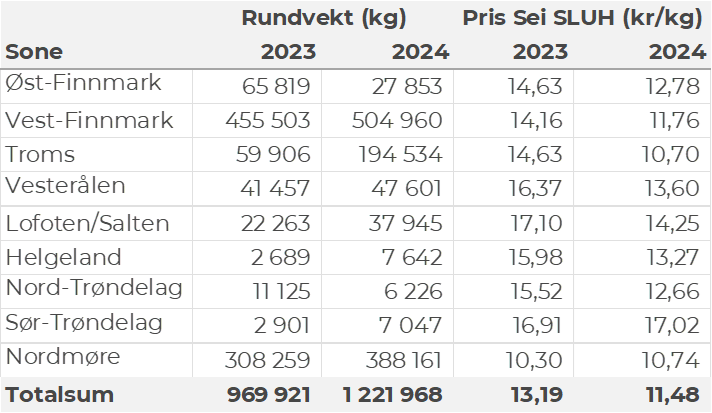 Rundvekt (kg) Pris Sei SLUH (kr/kg)
Sone 2023 2024 2023 2024
Øst-Finnmark 65 819 27 853 14,63 12,78
Vest-Finnmark 455 503 504 960 14,16 11,76
Troms 59 906 194 534 14,63 10,70
Vesterålen 41 457 47 601 16,37 13,60
Lofoten/Salten 22 263 37 945 17,10 14,25
Helgeland 2 689 7 642 15,98 13,27
Nord-Trøndelag 11 125 6 226 15,52 12,66
Sør-Trøndelag 2 901 7 047 16,91 17,02
Nordmøre 308 259 388 161 10,30 10,74
Totalsum 969 921 1 221 968 13,19 11,48